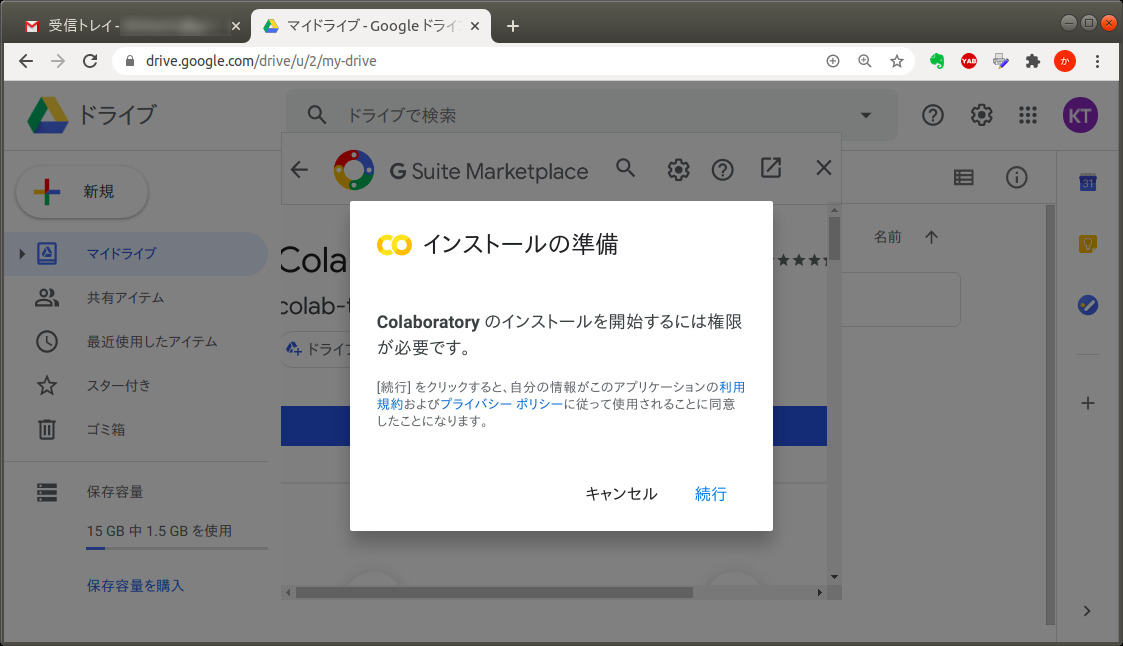 受信トレイ -
マイドライブ - Google ドライ
drive.google.com/drive/u/2/my-drive
YAB
か
ドライブ
ドライブで検索
KT
G Suite Marketplace
新規
31
マイドライブ
共有アイテム
最近使用したアイテム
スター付き
ゴミ箱
保存容量
15 GB 中 1.5 GB を使用
保存容量を購入
名前
Cola
colab-t
ドライブ
インストールの準備
Colaboratory のインストールを開始するには権限
が必要です。
[続行] をクリックすると、自分の情報がこのアプリケーションの利用
規約およびプライバシー ポリシーに従って使用されることに同意
したことになります。
キャンセル
続行